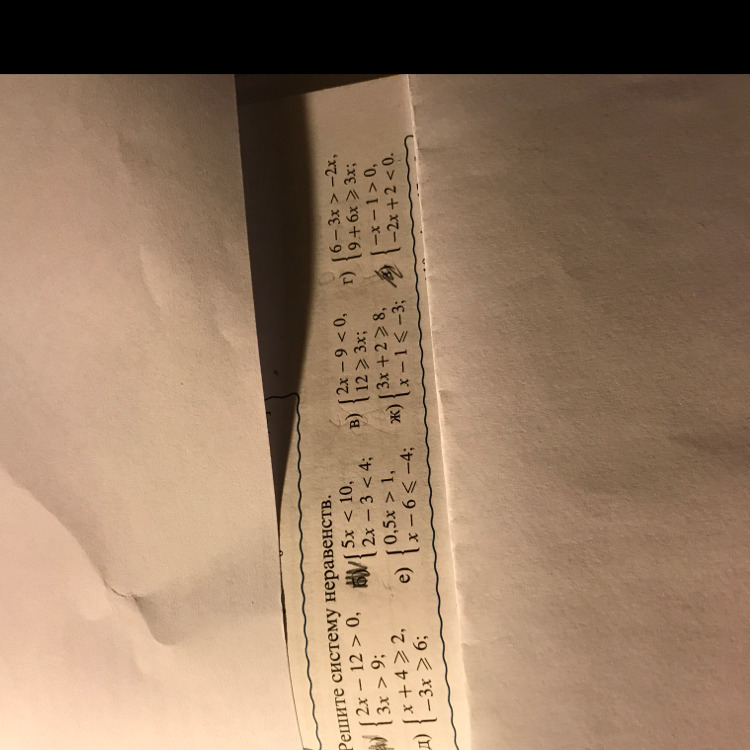 Решите систему неравенств.
{2x − 12 > 0, б) {5x < 10, в) {2x − 9 < 0, г) {6 − 3x > −2x,
{3x > 9; {2x − 3 < 4; {12 ⩾ 3x; {9 + 6x ⩾ 3x;
д) {x + 4 ⩾ 2, е) {0,5x > 1, ж) {3x + 2 ⩾ 8, {−x − 1 > 0,
{−3x ⩾ 6; {x − 6 ⩽ −4; {x − 1 ⩽ −3; {−2x + 2 < 0.